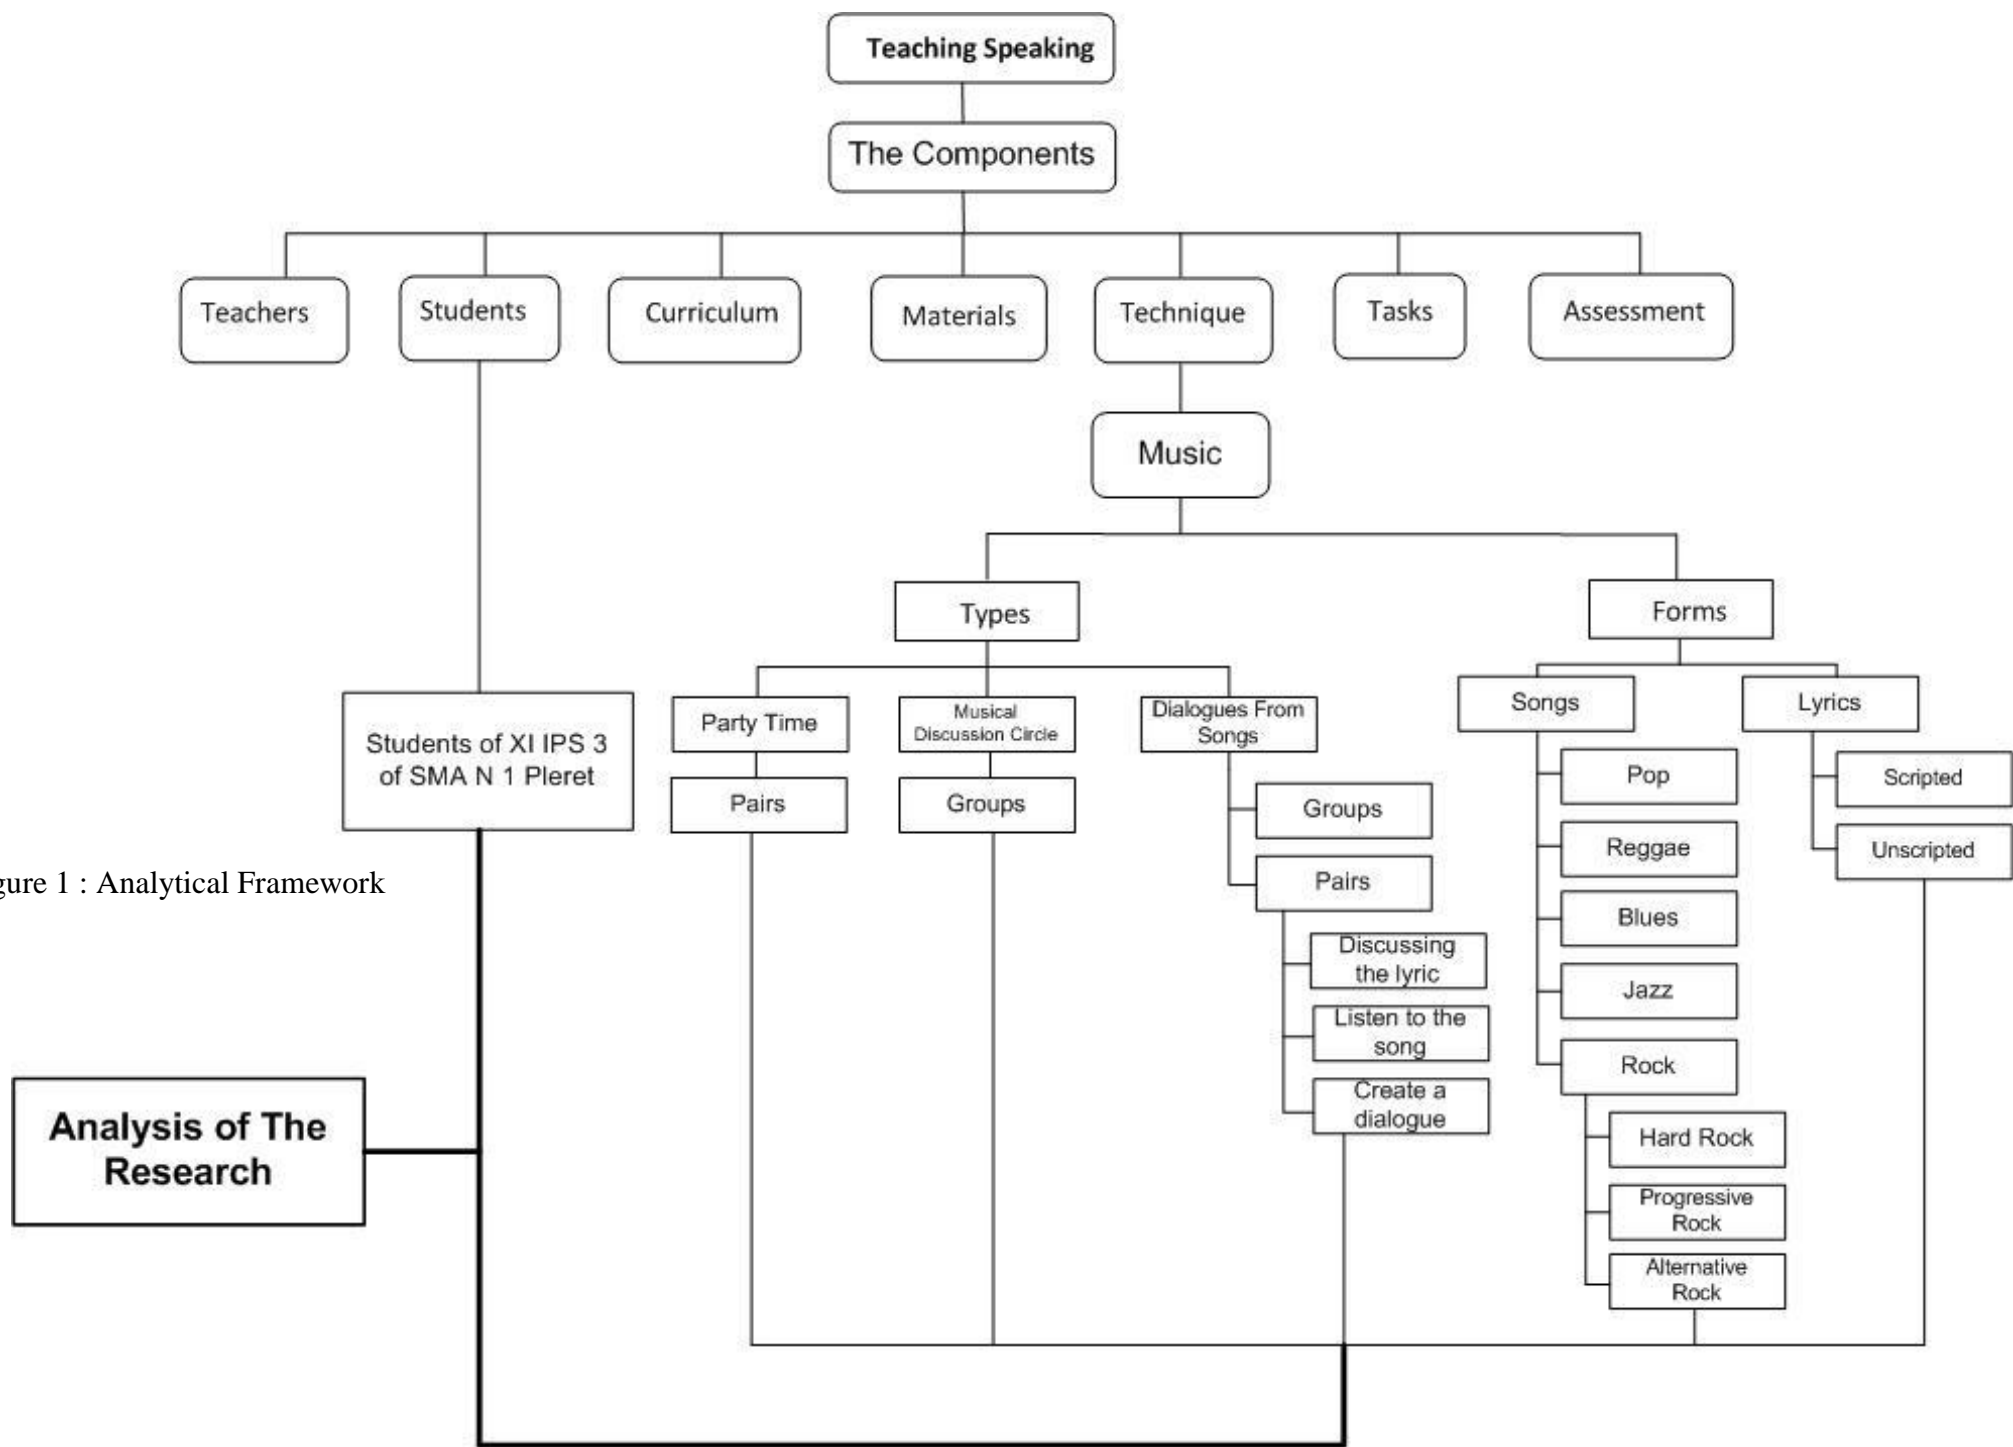 Teaching Speaking
The Components
Teachers
Students
Curriculum
Materials
Technique
Tasks
Assessment
Music
Types
Forms
Party Time
Pairs
Musical
Discussion Circle
Groups
Dialogues From
Songs
Groups
Pairs
Discussing
the lyric
Listen to the
song
Create a
dialogue
Songs
Pop
Reggae
Blues
Jazz
Rock
Hard Rock
Progressive
Rock
Alternative
Rock
Lyrics
Scripted
Unscripted
Students of XI IPS 3
of SMA N 1 Pleret
gure 1 : Analytical Framework
Analysis of The
Research